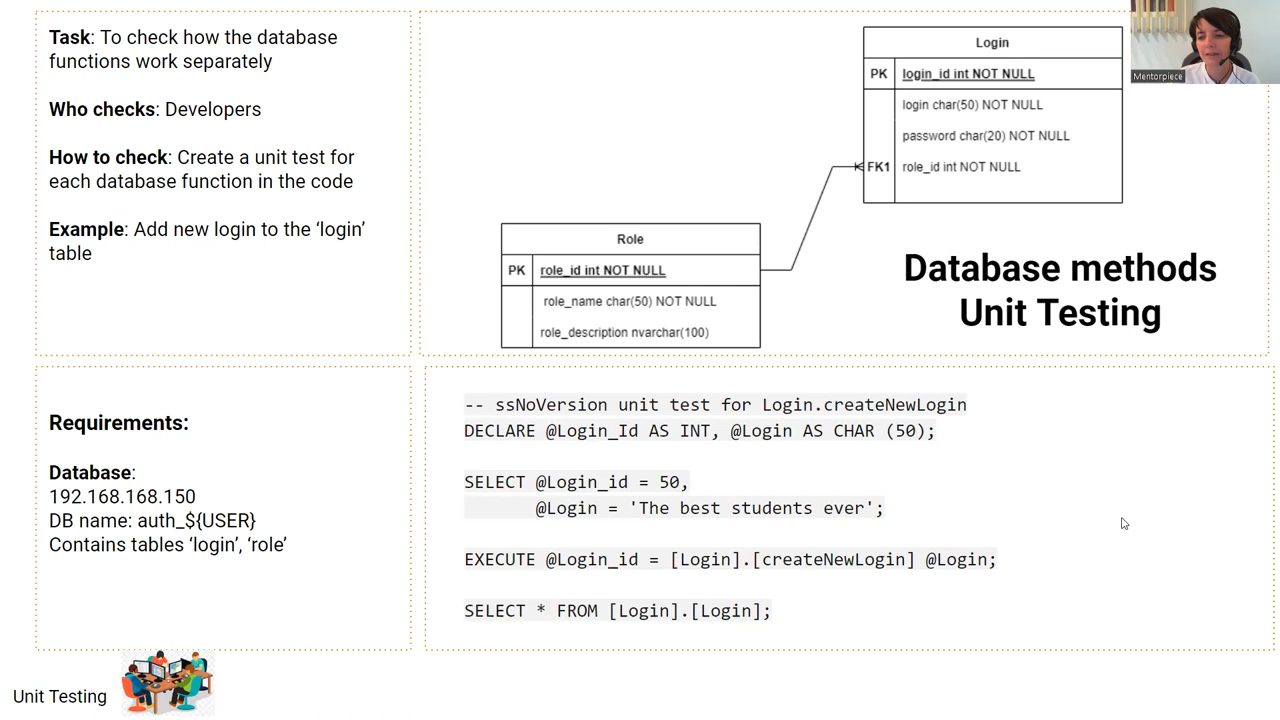 Task: To check how the database
functions work separately
Who checks: Developers
How to check: Create a unit test for
each database function in the code
Example: Add new login to the ‘login’
table
Login
PK login_id int NOT NULL
login char(50) NOT NULL
password char(20) NOT NULL
FK1 role_id int NOT NULL
Role
PK role_id int NOT NULL
role_name char(50) NOT NULL
role_description nvarchar(100)
Mentorpiece
Database methods
Unit Testing
Requirements:
Database:
192.168.168.150
DB name: auth_${USER}
Contains tables ‘login’, ‘role’
-- ssNoVersion unit test for Login.createNewLogin
DECLARE @Login_Id AS INT, @Login AS CHAR (50);
SELECT @Login_id = 50,
@Login = 'The best students ever';
EXECUTE @Login_id = [Login].[createNewLogin] @Login;
SELECT * FROM [Login].[Login];
Unit Testing